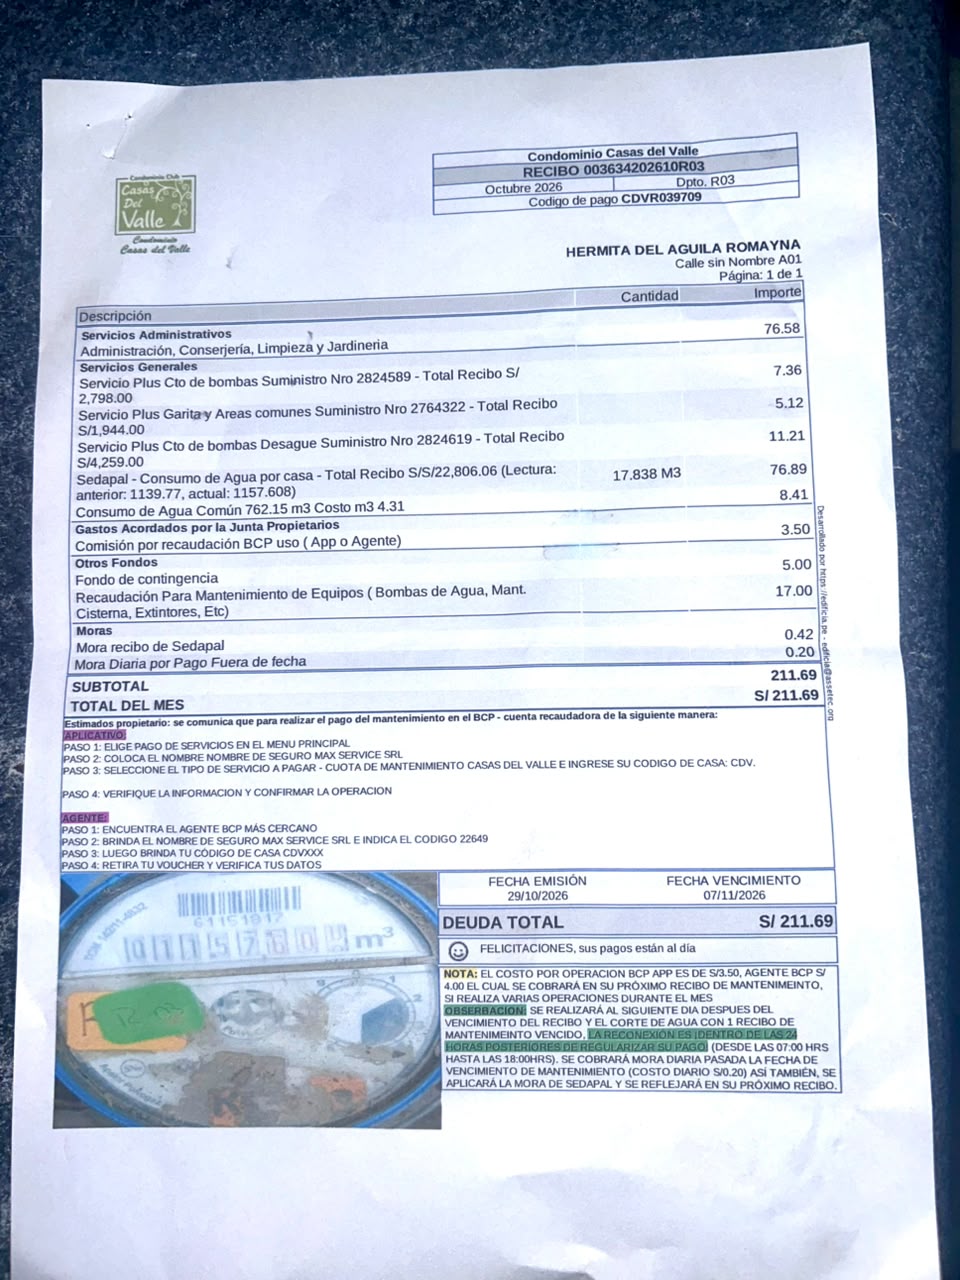 Condominio Club
Casas
Del
Valle
Condominio
Casas del Valle
Condominio Casas del Valle
RECIBO 003634202610R03
Octubre 2026 Dpto. R03
Codigo de pago CDVR039709
HERMITA DEL AGUILA ROMAYNA
Calle sin Nombre A01
Página: 1 de 1
Descripción Cantidad Importe
Servicios Administrativos
Administración, Conserjería, Limpieza y Jardineria 76.58
Servicios Generales
Servicio Plus Cto de bombas Suministro Nro 2824589 - Total Recibo S/ 7.36
2,798.00
Servicio Plus Garita y Areas comunes Suministro Nro 2764322 - Total Recibo 5.12
S/1,944.00
Servicio Plus Cto de bombas Desague Suministro Nro 2824619 - Total Recibo 11.21
S/4,259.00
Sedapal - Consumo de Agua por casa - Total Recibo S/S/22,806.06 (Lectura: 17.838 M3 76.89
anterior: 1139.77, actual: 1157.608)
Consumo de Agua Común 762.15 m3 Costo m3 4.31 8.41
Gastos Acordados por la Junta Propietarios
Comisión por recaudación BCP uso ( App o Agente) 3.50
Otros Fondos
Fondo de contingencia 5.00
Recaudación Para Mantenimiento de Equipos ( Bombas de Agua, Mant. 17.00
Cisterna, Extintores, Etc)
Moras
Mora recibo de Sedapal 0.42
Mora Diaria por Pago Fuera de fecha 0.20
SUBTOTAL 211.69
TOTAL DEL MES S/ 211.69
Desarrollado por https://edificia.pe - edificia@assetec.org
Estimados propietario: se comunica que para realizar el pago del mantenimiento en el BCP - cuenta recaudadora de la siguiente manera:
APLICATIVO:
PASO 1: ELIGE PAGO DE SERVICIOS EN EL MENU PRINCIPAL
PASO 2: COLOCA EL NOMBRE NOMBRE DE SEGURO MAX SERVICE SRL
PASO 3: SELECCIONE EL TIPO DE SERVICIO A PAGAR - CUOTA DE MANTENIMIENTO CASAS DEL VALLE E INGRESE SU CODIGO DE CASA: CDV.
PASO 4: VERIFIQUE LA INFORMACION Y CONFIRMAR LA OPERACION
AGENTE:
PASO 1: ENCUENTRA EL AGENTE BCP MÁS CERCANO
PASO 2: BRINDA EL NOMBRE DE SEGURO MAX SERVICE SRL E INDICA EL CODIGO 22649
PASO 3: LUEGO BRINDA TU CÓDIGO DE CASA CDVXXX
PASO 4: RETIRA TU VOUCHER Y VERIFICA TUS DATOS
61151917
m³
FECHA EMISIÓN FECHA VENCIMIENTO
29/10/2026 07/11/2026
DEUDA TOTAL S/ 211.69
FELICITACIONES, sus pagos están al día
NOTA: EL COSTO POR OPERACION BCP APP ES DE S/3.50, AGENTE BCP S/
4.00 EL CUAL SE COBRARÁ EN SU PRÓXIMO RECIBO DE MANTENIMEINTO,
SI REALIZA VARIAS OPERACIONES DURANTE EL MES
OBSERBACION: SE REALIZARÁ AL SIGUIENTE DIA DESPUES DEL
VENCIMIENTO DEL RECIBO Y EL CORTE DE AGUA CON 1 RECIBO DE
MANTENIMEINTO VENCIDO, LA RECONEXIÓN ES ¡DENTRO DE LAS 24
HORAS POSTERIORES DE REGULARIZAR SU PAGO! (DESDE LAS 07:00 HRS
HASTA LAS 18:00HRS). SE COBRARÁ MORA DIARIA PASADA LA FECHA DE
VENCIMIENTO DE MANTENIMIENTO (COSTO DIARIO S/0.20) ASÍ TAMBIÉN, SE
APLICARÁ LA MORA DE SEDAPAL Y SE REFLEJARÁ EN SU PRÓXIMO RECIBO.